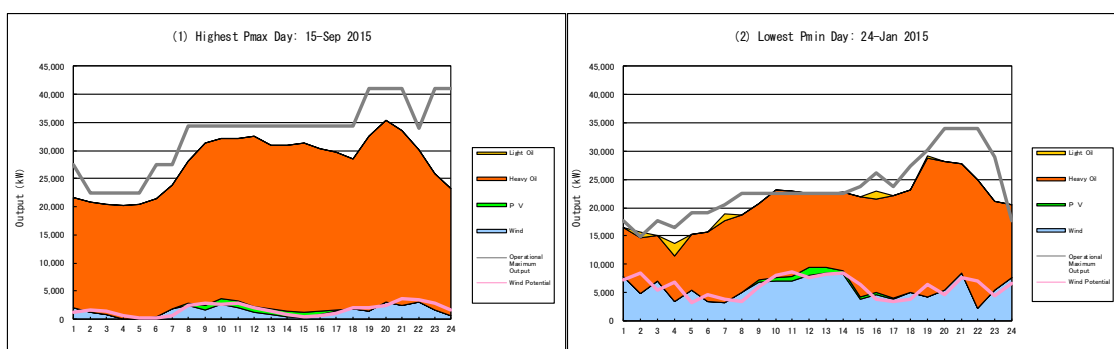 (1) Highest Pmax Day: 15-Sep 2015
45,000
40,000
35,000
30,000
25,000
20,000
15,000
10,000
5,000
0
Output (kW)
1 2 3 4 5 6 7 8 9 10 11 12 13 14 15 16 17 18 19 20 21 22 23 24
Light Oil
Heavy Oil
P V
Wind
Operational
Maximum
Output
Wind Potential
(2) Lowest Pmin Day: 24-Jan 2015
45,000
40,000
35,000
30,000
25,000
20,000
15,000
10,000
5,000
0
Output (kW)
1 2 3 4 5 6 7 8 9 10 11 12 13 14 15 16 17 18 19 20 21 22 23 24
Light Oil
Heavy Oil
P V
Wind
Operational
Maximum
Output
Wind Potential